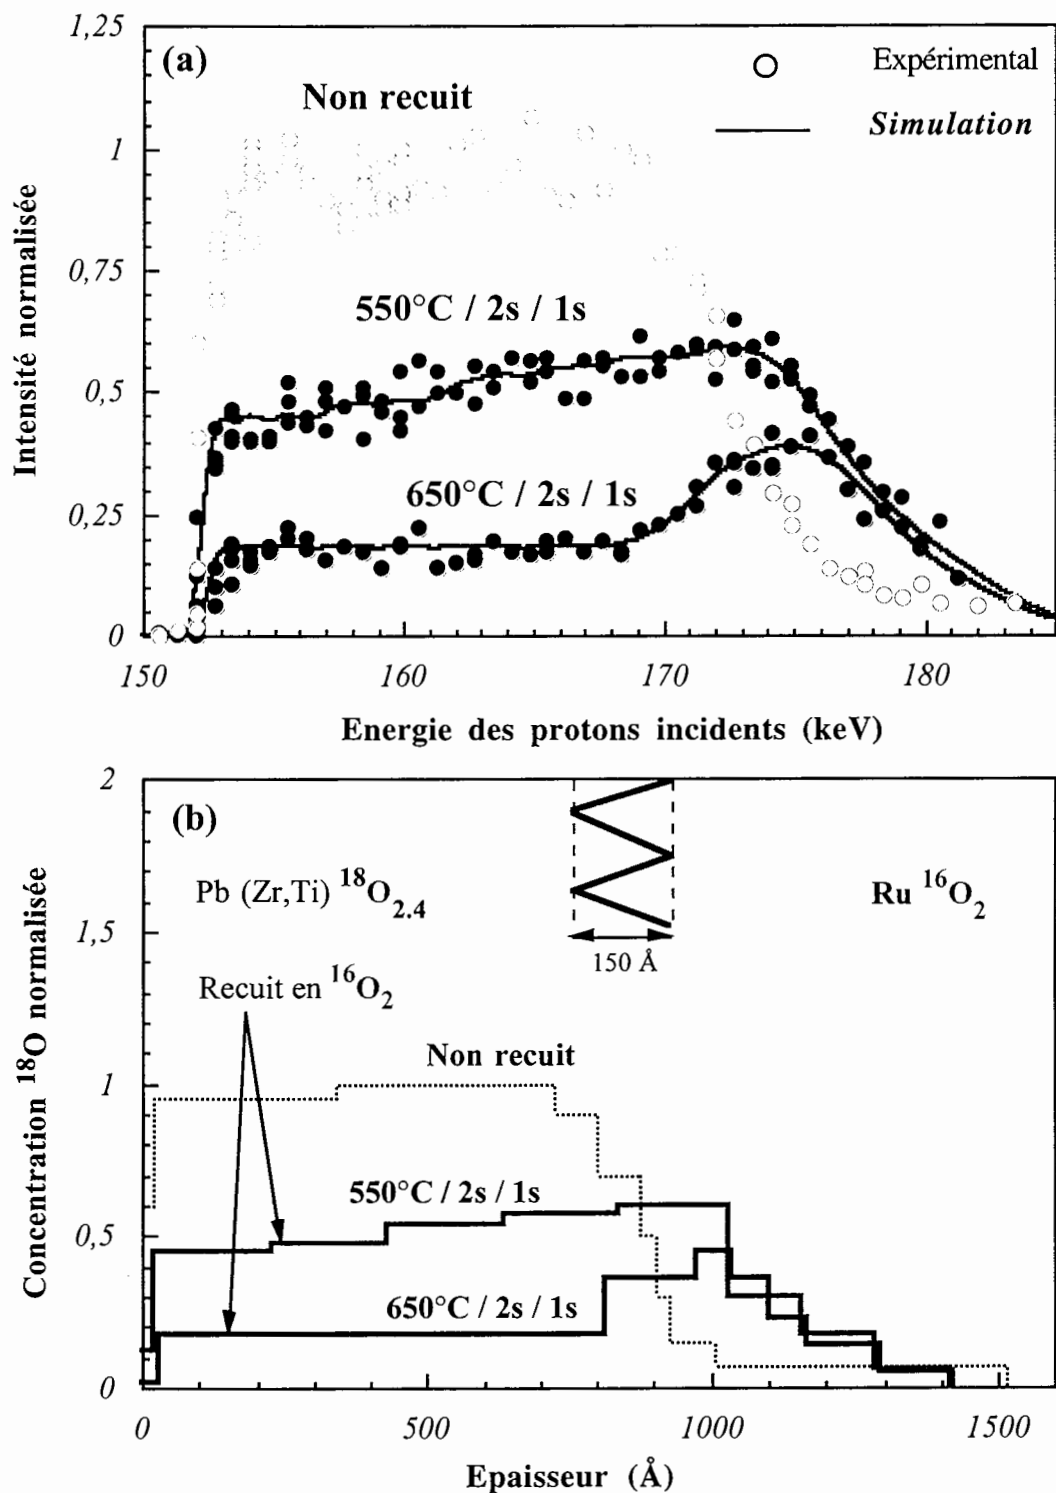 1,25
(a)
Expérimental
Non recuit
Simulation
1
0,75
550°C / 2s / 1s
0,5
650°C / 2s / 1s
0,25
0
Intensité normalisée
150
160
170
180
Energie des protons incidents (keV)
2
(b)
Pb (Zr,Ti) ¹⁸O₂.₄
Ru ¹⁶O₂
1,5
150 Å
Recuit en ¹⁶O₂
Non recuit
1
550°C / 2s / 1s
0,5
650°C / 2s / 1s
0
Concentration ¹⁸O normalisée
0
500
1000
1500
Epaisseur (Å)